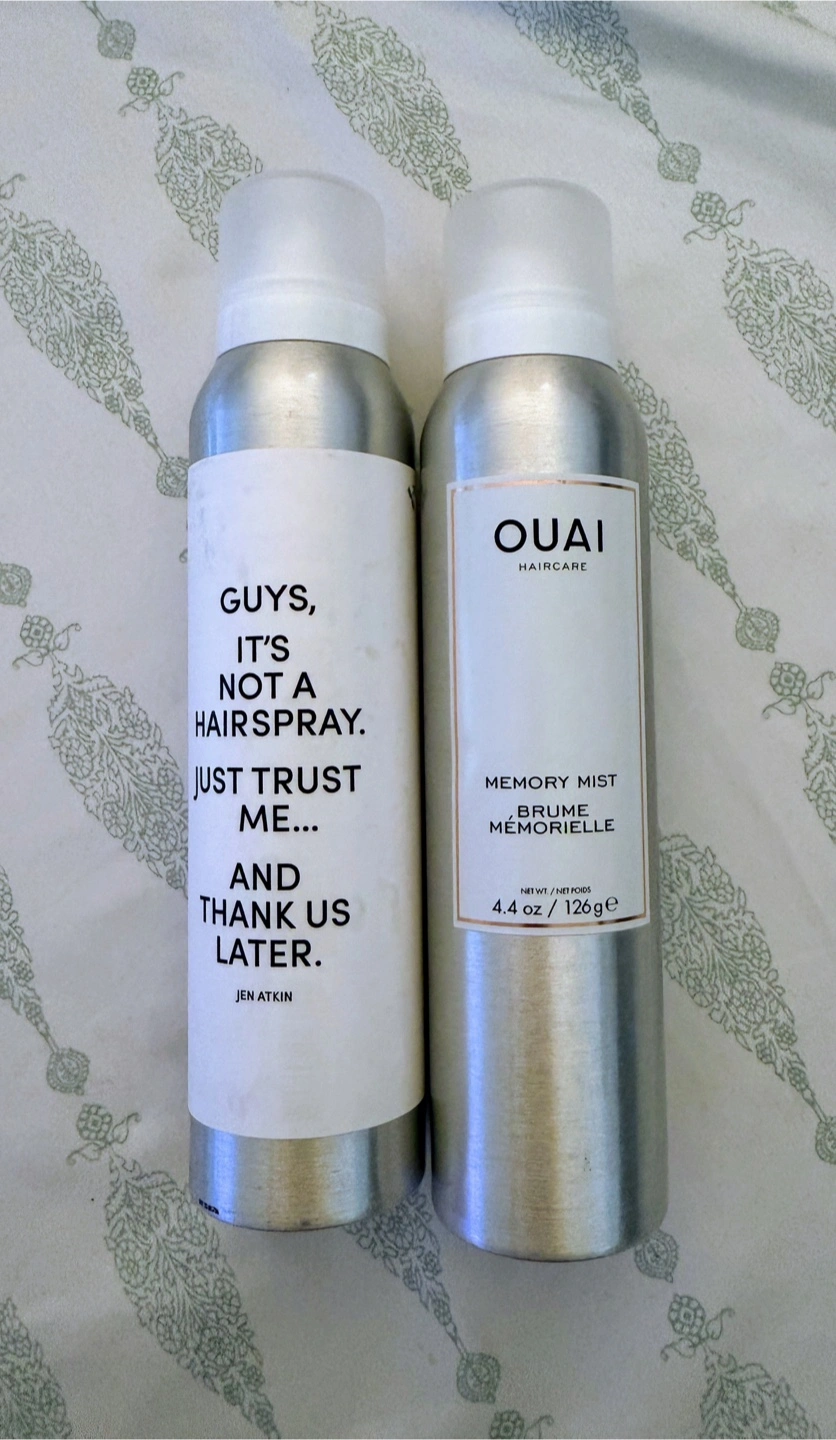 GUYS,
IT'S
NOT A
HAIRSPRAY.
JUST TRUST
ME...
AND
THANK US
LATER.
JEN ATKIN
OUAI
HAIRCARE
MEMORY MIST
BRUME
MÉMORIELLE
NET WT. / NET POIDS
4.4 oz / 126g e